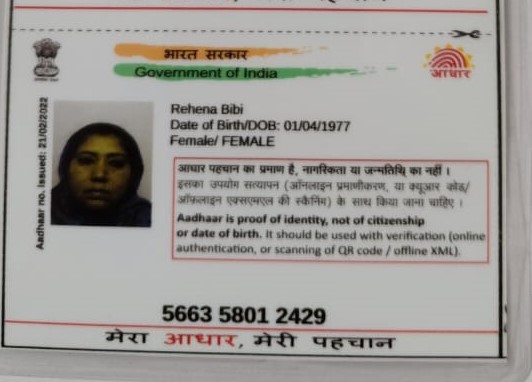 भारत सरकार
Government of India
आधार
Aadhaar no. issued: 21/02/2022
Rehena Bibi
Date of Birth/DOB: 01/04/1977
Female/ FEMALE
आधार पहचान का प्रमाण है, नागरिकता या जन्मतिथि का नहीं ।
इसका उपयोग सत्यापन (ऑनलाइन प्रमाणीकरण, या क्यूआर कोड/
ऑफ़लाइन एक्सएमएल की स्कैनिंग) के साथ किया जाना चाहिए ।
Aadhaar is proof of identity, not of citizenship
or date of birth. It should be used with verification (online
authentication, or scanning of QR code / offline XML).
5663 5801 2429
मेरा आधार, मेरी पहचान